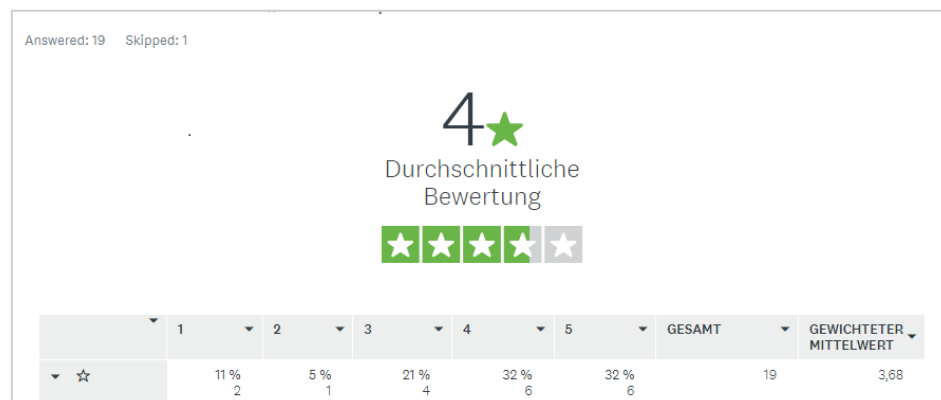 Answered: 19 Skipped: 1
4
Durchschnittliche
Bewertung
1 2 3 4 5 GESAMT GEWICHTETER
MITTELWERT
11 % 5 % 21 % 32 % 32 % 19 3,68
2 1 4 6 6